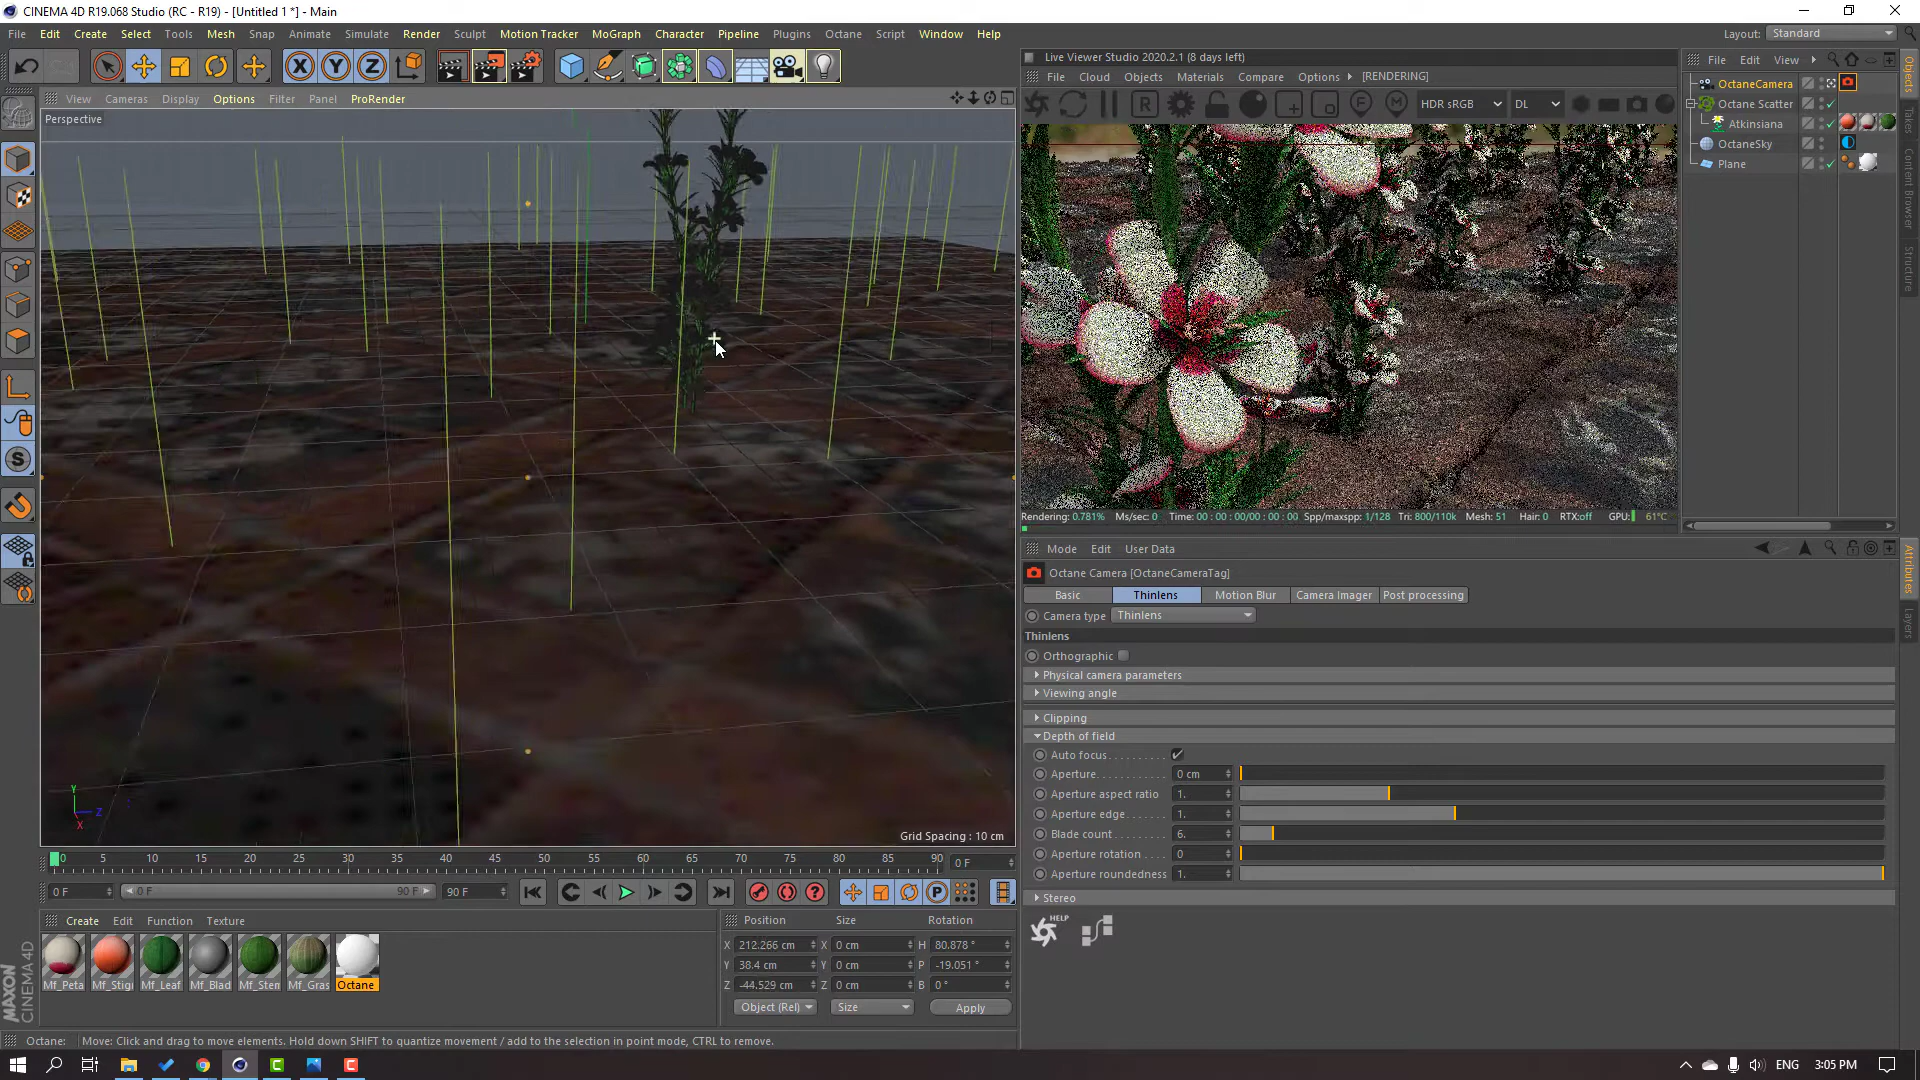 CINEMA 4D R19.068 Studio (RC - R19) - [Untitled 1 *] - Main
File Edit Create Select Tools Mesh Snap Animate Simulate Render Sculpt Motion Tracker MoGraph Character Pipeline Plugins Octane Script Window Help
Layout: Standard
X Y Z
View Cameras Display Options Filter Panel ProRender
Perspective
Grid Spacing : 10 cm
Y
Z
X
Live Viewer Studio 2020.2.1 (8 days left)
File Cloud Objects Materials Compare Options [RENDERING]
R F M HDR sRGB DL
Rendering: 0.781% Ms/sec: 0 Time: 00 : 00 : 00/00 : 00 : 00 Spp/maxspp: 1/128 Tri: 800/110k Mesh: 51 Hair: 0 RTX:off GPU: 61°C
File Edit View
OctaneCamera
Octane Scatter
Atkinsiana
OctaneSky
Plane
Objects
Takes
Content Browser
Structure
Mode Edit User Data
Octane Camera [OctaneCameraTag]
Basic Thinlens Motion Blur Camera Imager Post processing
Camera type Thinlens
Thinlens
Orthographic
Physical camera parameters
Viewing angle
Clipping
Depth of field
Auto focus
Aperture 0 cm
Aperture aspect ratio 1.
Aperture edge 1.
Blade count 6.
Aperture rotation 0
Aperture roundedness 1.
Stereo
HELP
Attributes
Layers
0 5 10 15 20 25 30 35 40 45 50 55 60 65 70 75 80 85 90 0 F
0 F 0 F 90 F 90 F
Create Edit Function Texture
Mf_Peta Mf_Stigi Mf_Leaf Mf_Blad Mf_Sten Mf_Gras Octane
Position Size Rotation
X 212.266 cm X 0 cm H 80.878 °
Y 38.4 cm Y 0 cm P -19.051 °
Z -44.529 cm Z 0 cm B 0 °
Object (Rel) Size Apply
MAXON CINEMA 4D
Octane: Move: Click and drag to move elements. Hold down SHIFT to quantize movement / add to the selection in point mode, CTRL to remove.
ENG 3:05 PM